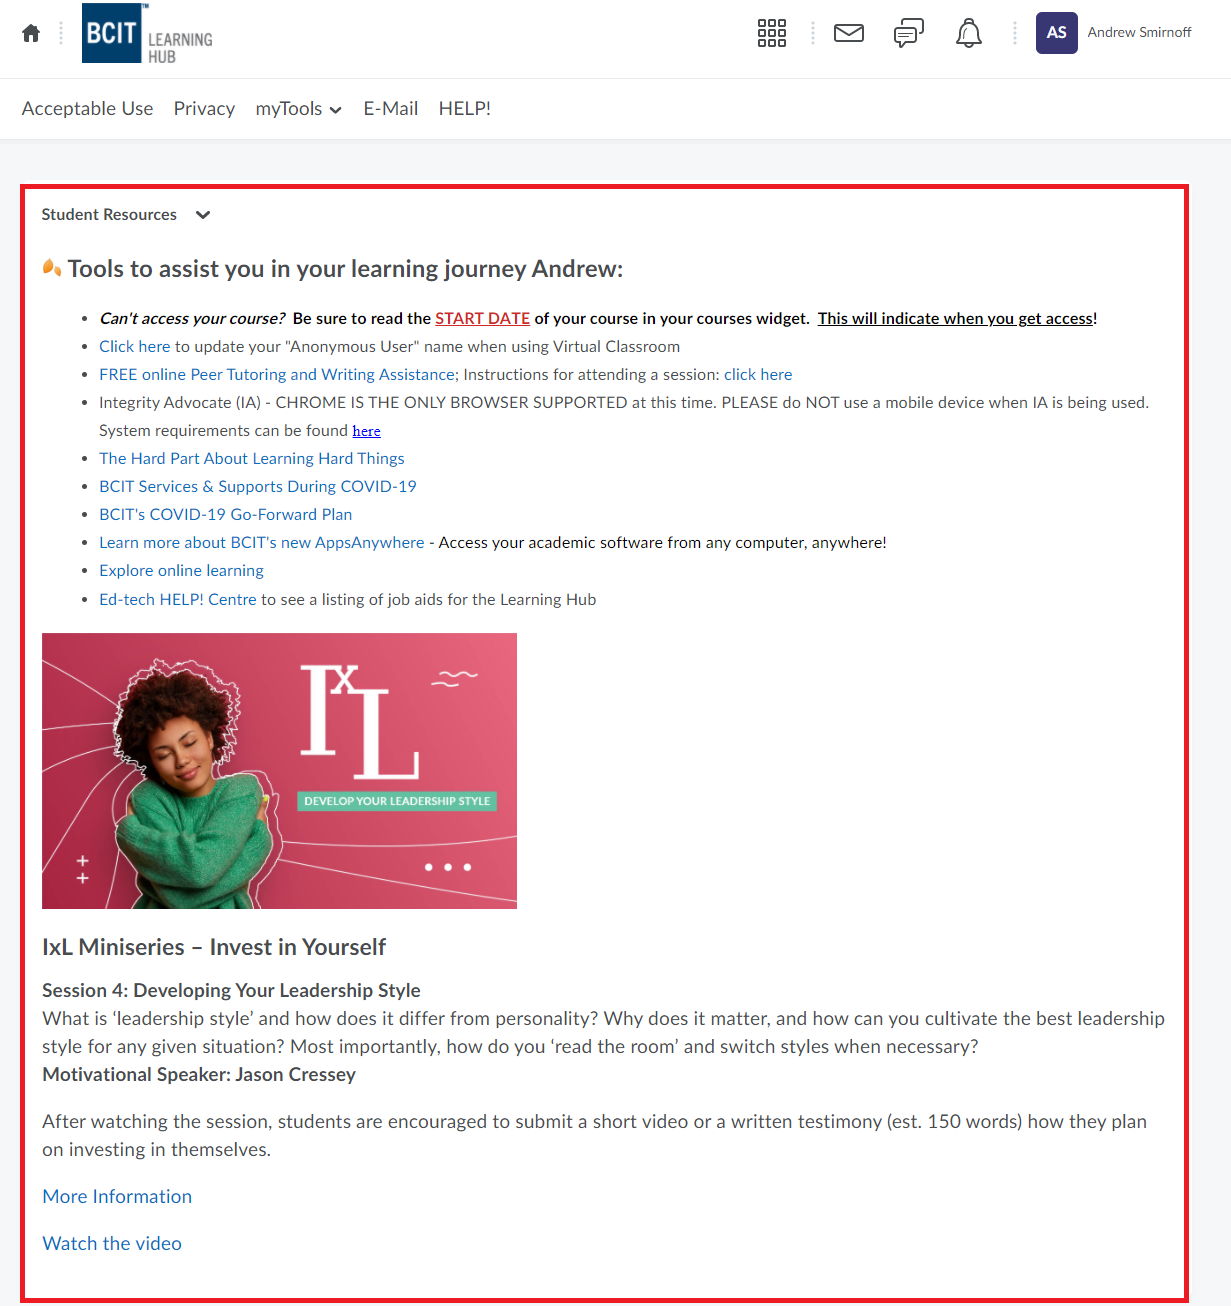 BCIT™ LEARNING HUB
AS Andrew Smirnoff
Acceptable Use Privacy myTools E-Mail HELP!
Student Resources
Tools to assist you in your learning journey Andrew:
Can't access your course? Be sure to read the START DATE of your course in your courses widget. This will indicate when you get access!
Click here to update your "Anonymous User" name when using Virtual Classroom
FREE online Peer Tutoring and Writing Assistance; Instructions for attending a session: click here
Integrity Advocate (IA) - CHROME IS THE ONLY BROWSER SUPPORTED at this time. PLEASE do NOT use a mobile device when IA is being used.
System requirements can be found here
The Hard Part About Learning Hard Things
BCIT Services & Supports During COVID-19
BCIT's COVID-19 Go-Forward Plan
Learn more about BCIT's new AppsAnywhere - Access your academic software from any computer, anywhere!
Explore online learning
Ed-tech HELP! Centre to see a listing of job aids for the Learning Hub
IxL
DEVELOP YOUR LEADERSHIP STYLE
IxL Miniseries – Invest in Yourself
Session 4: Developing Your Leadership Style
What is ‘leadership style’ and how does it differ from personality? Why does it matter, and how can you cultivate the best leadership
style for any given situation? Most importantly, how do you ‘read the room’ and switch styles when necessary?
Motivational Speaker: Jason Cressey
After watching the session, students are encouraged to submit a short video or a written testimony (est. 150 words) how they plan
on investing in themselves.
More Information
Watch the video